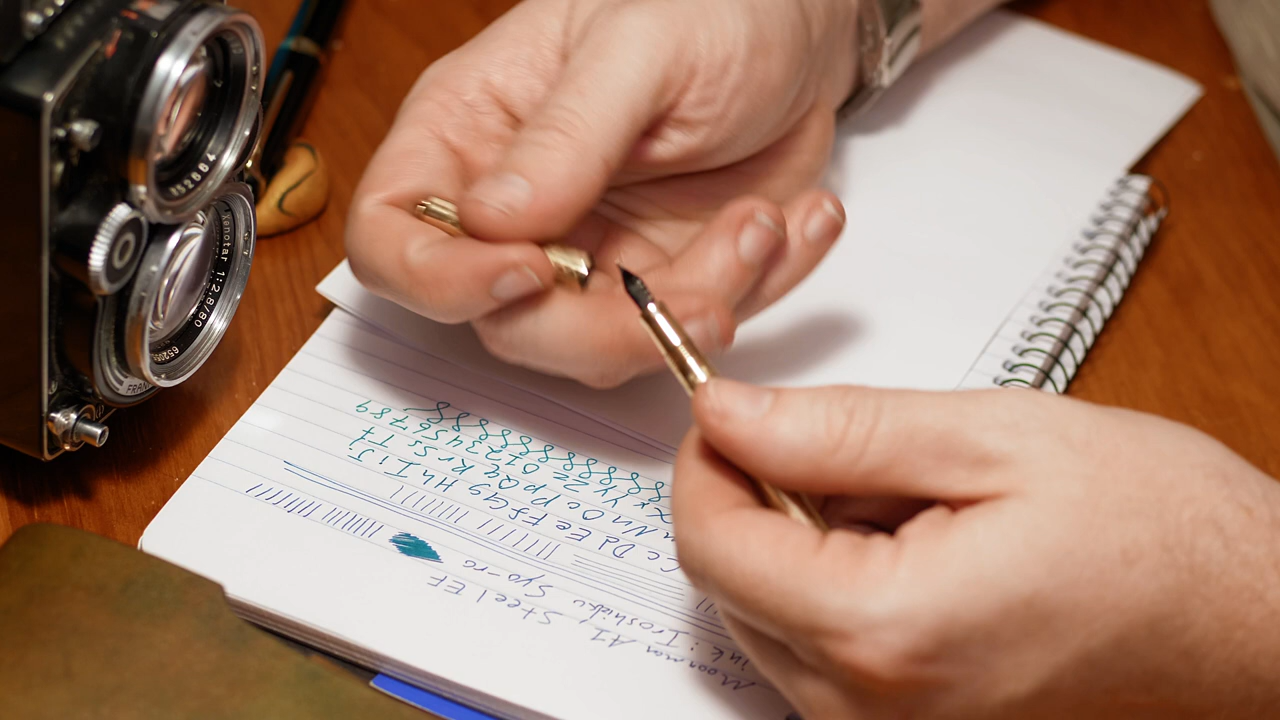 Moonman A1, Steel EF
ink: Syo-ro
c Dd Ee Ff Gg Hh Ii Jj
Nn Oo Pp Qq Rr Ss Tt
Xx Yy Zz 0123456789
Xenotar 1:2.8/80